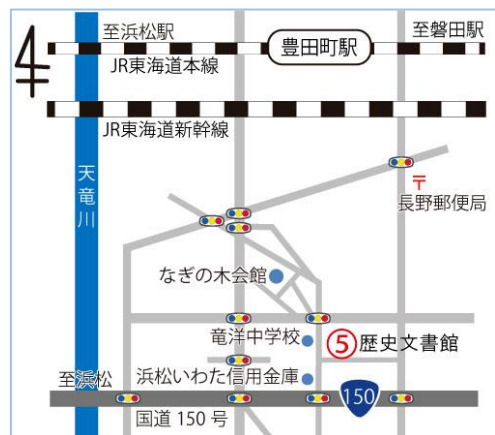 至浜松駅
豊田町駅
至磐田駅
JR東海道本線
JR東海道新幹線
天竜川
〒
長野郵便局
なぎの木会館
竜洋中学校
⑤歴史文書館
至浜松
浜松いわた信用金庫
150
国道 150 号